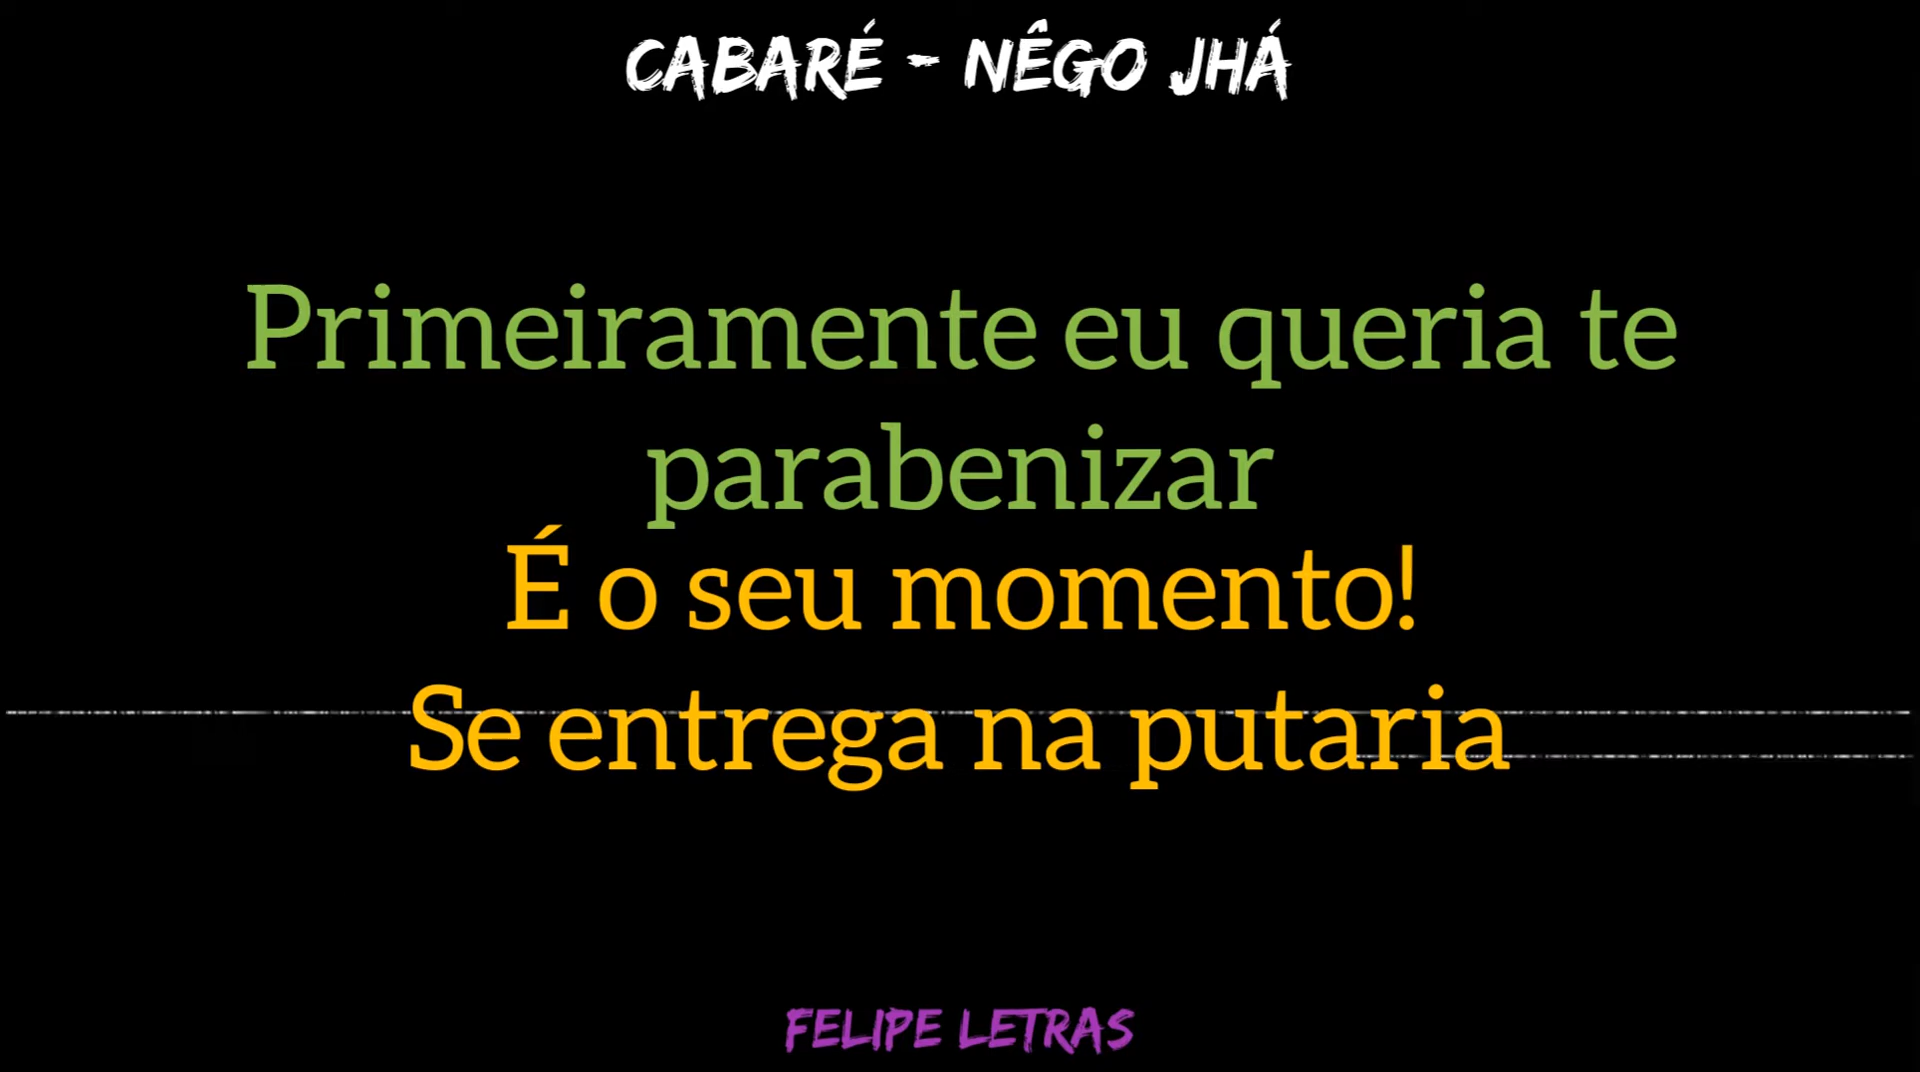 CABARÉ - NÊGO JHÁ
Primeiramente eu queria te
parabenizar
É o seu momento!
Se entrega na putaria
FELIPE LETRAS